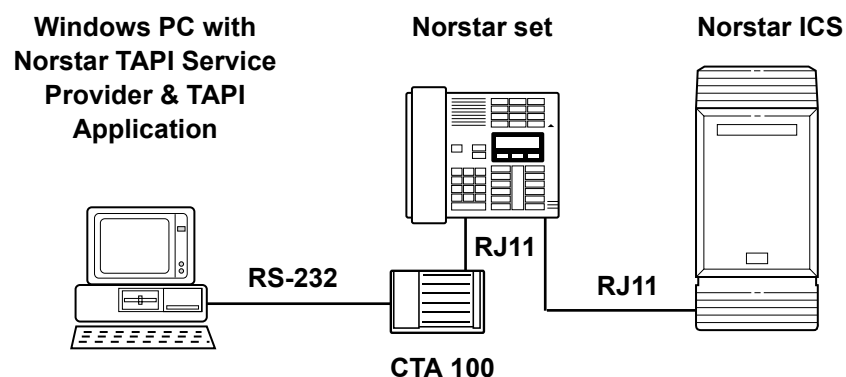 Windows PC with
Norstar TAPI Service
Provider & TAPI
Application
Norstar set
Norstar ICS
RJ11
RS-232
RJ11
CTA 100